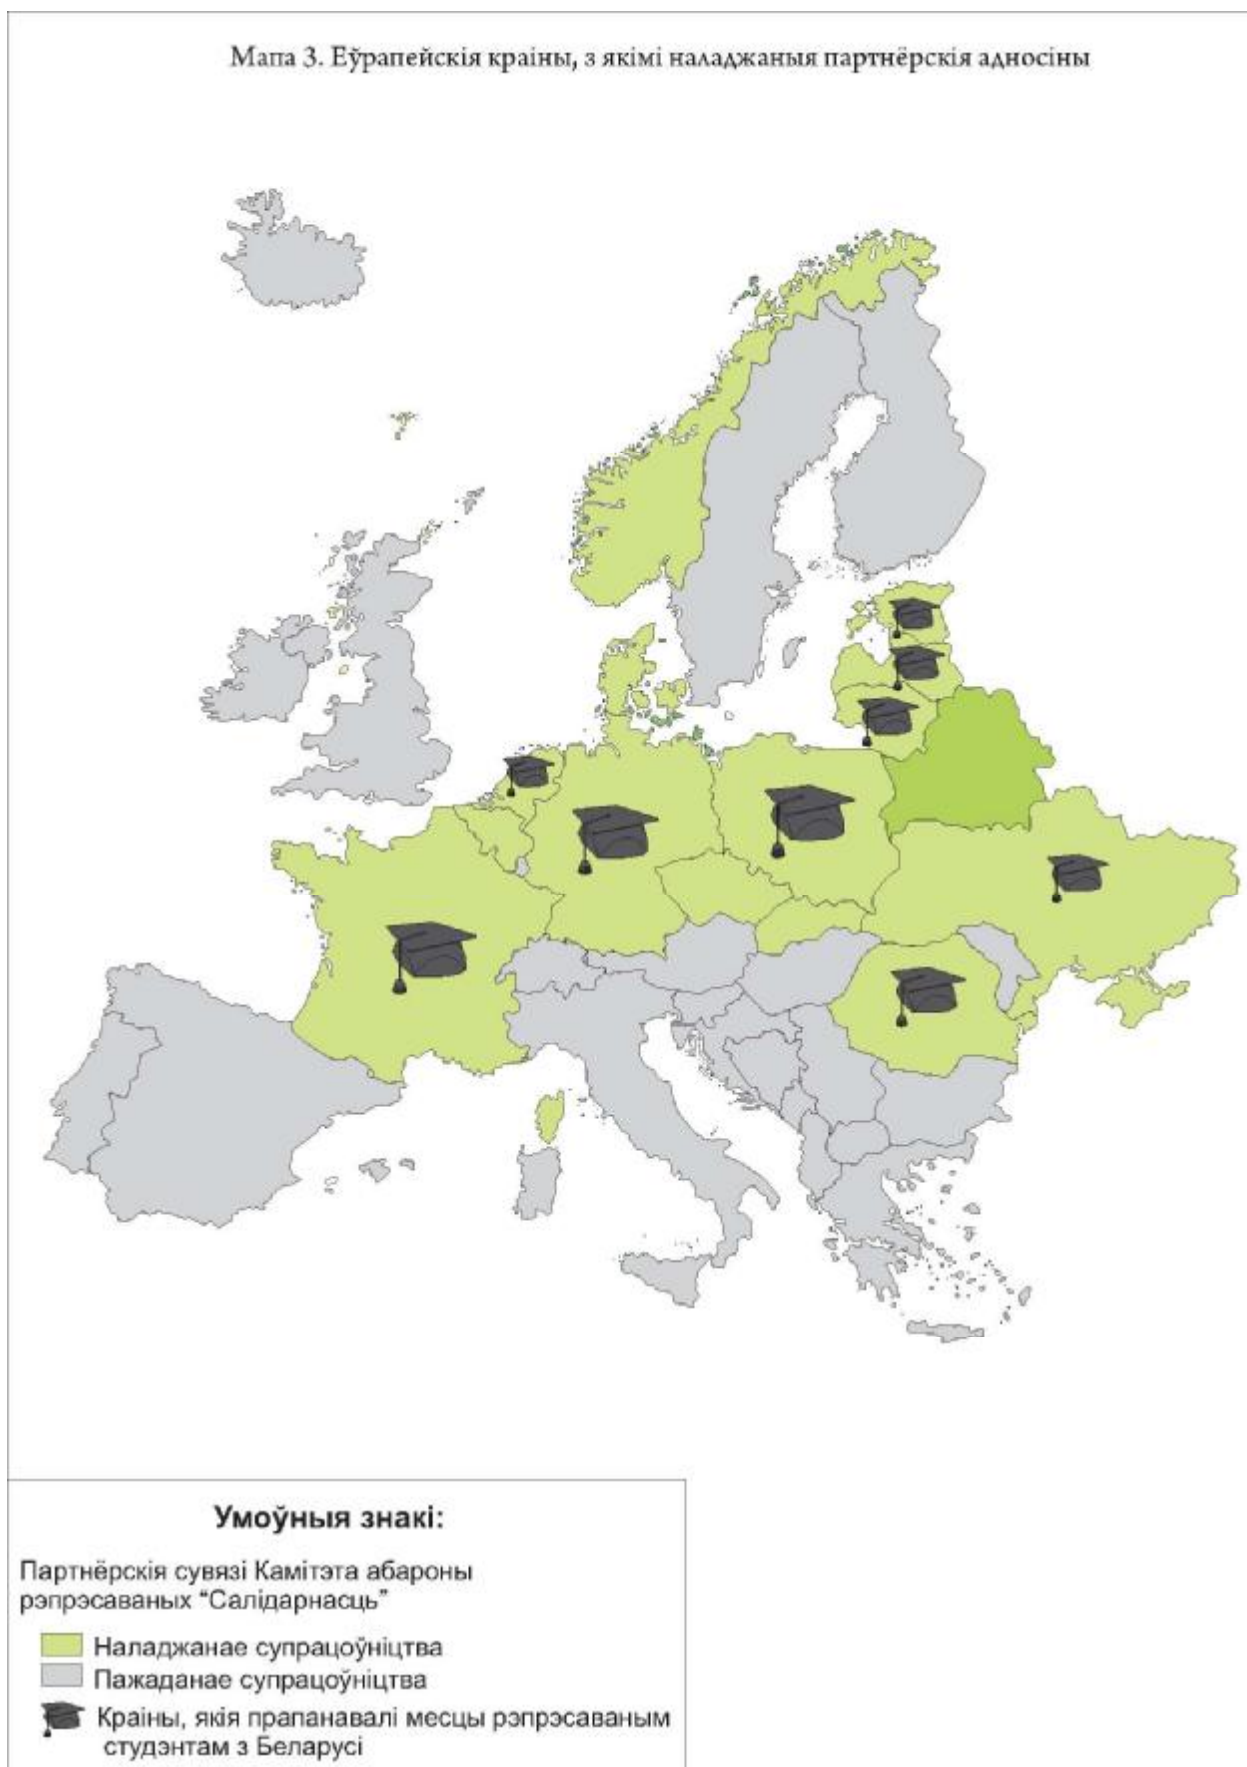 Мапа 3. Еўрапейскія краіны, з якімі наладжаныя партнёрскія адносіны
Умоўныя знакі:
Партнёрскія сувязі Камітэта абароны
рэпрэсаваных “Салідарнасць”
Наладжанае супрацоўніцтва
Пажаданае супрацоўніцтва
Краіны, якія прапанавалі месцы рэпрэсаваным
студэнтам з Беларусі